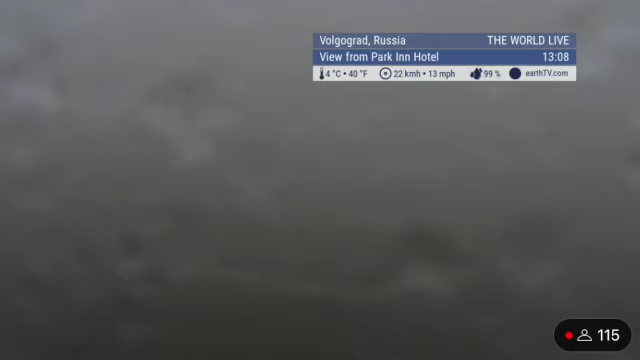 Volgograd, Russia THE WORLD LIVE
View from Park Inn Hotel 13:08
4 °C • 40 °F 22 kmh • 13 mph 99 % earthTV.com
115